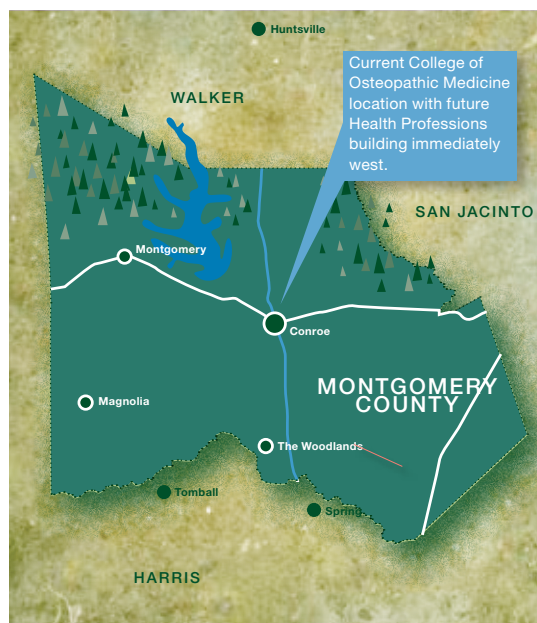 Huntsville
Current College of
Osteopathic Medicine
location with future
Health Professions
building immediately
west.
WALKER
SAN JACINTO
Montgomery
Conroe
MONTGOMERY
COUNTY
Magnolia
The Woodlands
Tomball
Spring
HARRIS